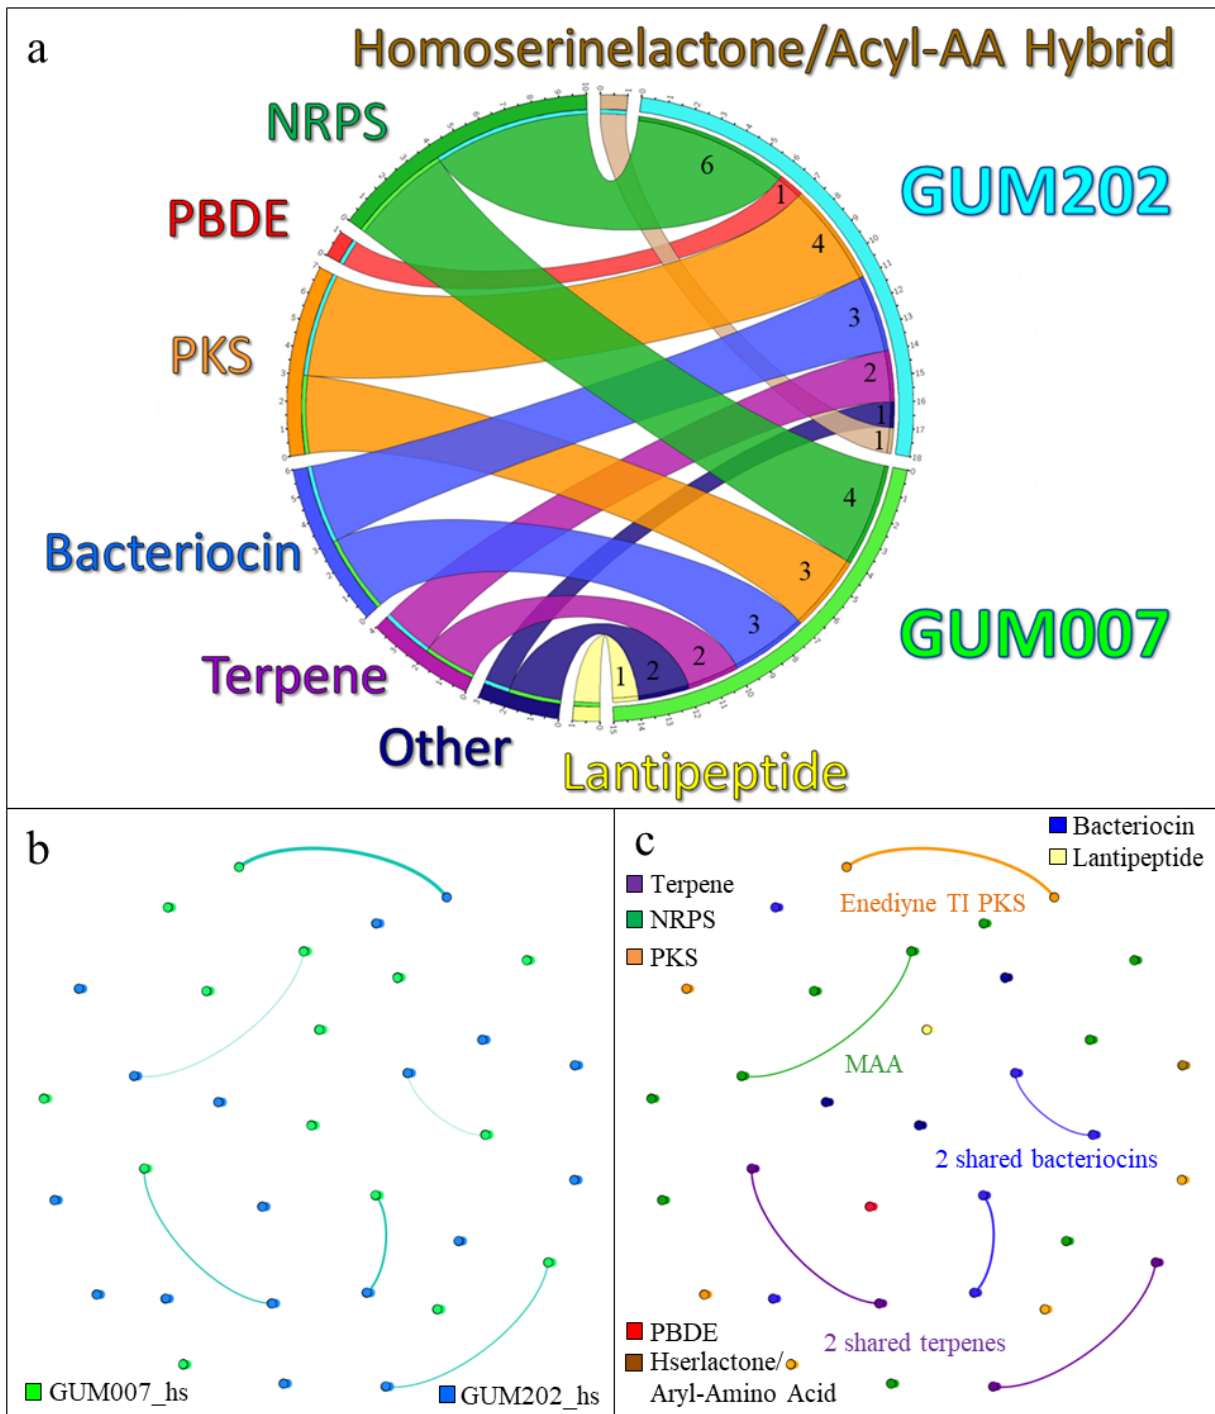 a
Homoserinelactone/Acyl-AA Hybrid
NRPS
PBDE
PKS
Bacteriocin
Terpene
Other
Lantipeptide
GUM202
GUM007
6
1
4
3
2
1
1
4
3
3
2
2
1
b
GUM007_hs
GUM202_hs
c
Bacteriocin
Lantipeptide
Terpene
NRPS
PKS
Enediyne TI PKS
MAA
2 shared bacteriocins
2 shared terpenes
PBDE
Hserlactone/
Aryl-Amino Acid